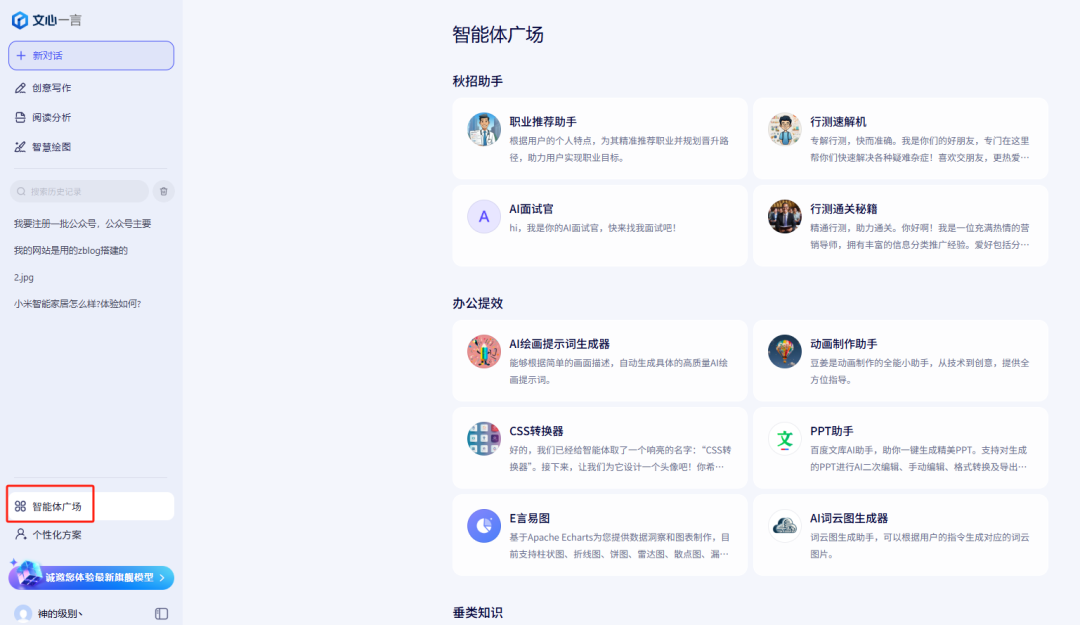 文心一言
新对话
创意写作
阅读分析
智慧绘图
搜索历史记录
我要注册一批公众号，公众号主要
我的网站是用的zblog搭建的
2.jpg
小米智能家居怎么样?体验如何?
智能体广场
个性化方案
诚邀您体验最新旗舰模型
神的级别、
智能体广场
秋招助手
职业推荐助手
根据用户的个人特点，为其精准推荐职业并规划晋升路
径，助力用户实现职业目标。
行测速解机
专解行测，快而准确。我是你们的好朋友，专门在这里
帮你们快速解决各种疑难杂症！喜欢交朋友，更热爱…
A
AI面试官
hi，我是你的AI面试官，快来找我面试吧!
行测通关秘籍
精通行测，助力通关。你好啊！我是一位充满热情的营
销导师，拥有丰富的信息分类推广经验。爱好包括分…
办公提效
AI绘画提示词生成器
能够根据简单的画面描述，自动生成具体的高质量AI绘
画提示词。
动画制作助手
豆姜是动画制作的全能小助手，从技术到创意，提供全
方位指导。
CSS转换器
好的，我们已经给智能体取了一个响亮的名字：“CSS转
换器”。接下来，让我们为它设计一个头像吧！你希…
文
PPT助手
百度文库AI助手，助你一键生成精美PPT。支持对生成
的PPT进行AI二次编辑、手动编辑、格式转换及导出…
E言易图
基于Apache Echarts为您提供数据洞察和图表制作，目
前支持柱状图、折线图、饼图、雷达图、散点图、漏…
AI词云图生成器
词云图生成助手，可以根据用户的指令生成对应的词云
图片。
垂类知识